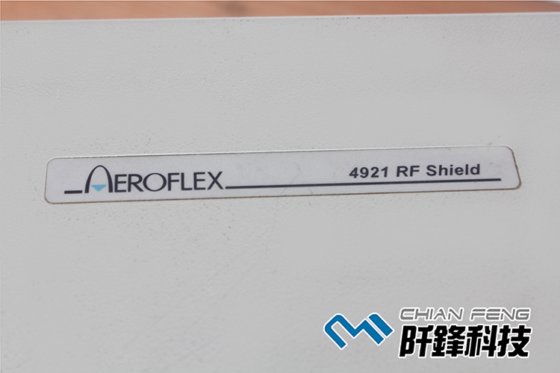 AEROFLEX 4921 RF Shield
CHIAN FENG
阡鋒科技